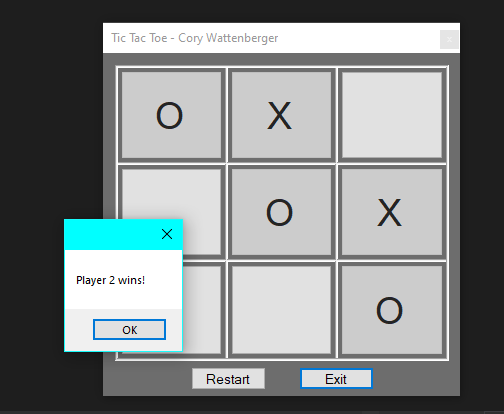 Tic Tac Toe - Cory Wattenberger
O X
O X
Player 2 wins!
OK
O
Restart Exit